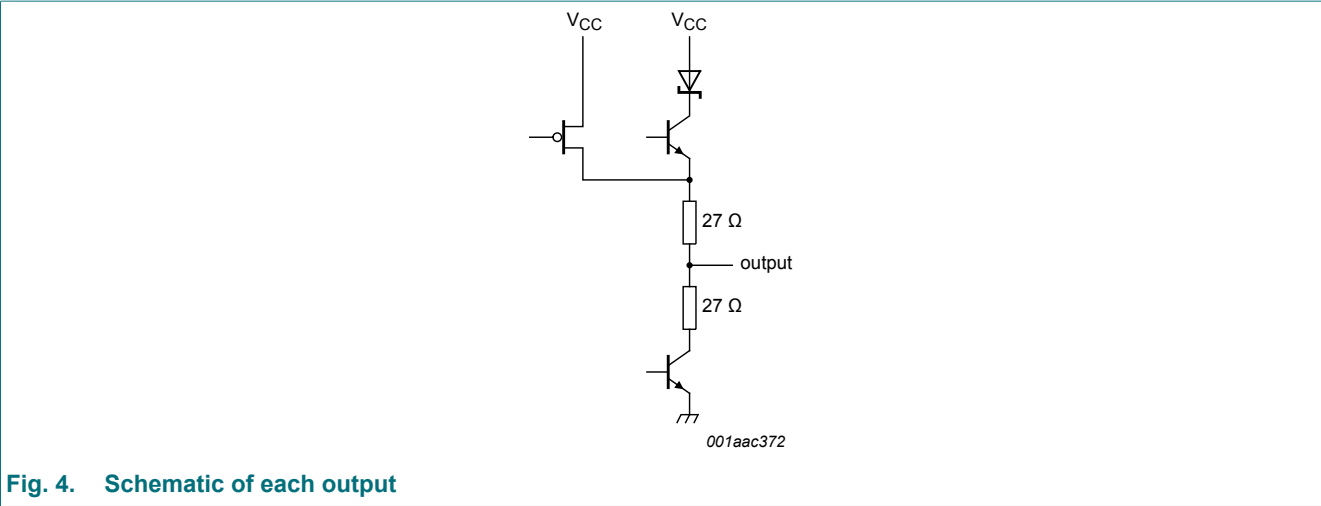 VCC VCC
27 Ω
output
27 Ω
001aac372
Fig. 4. Schematic of each output